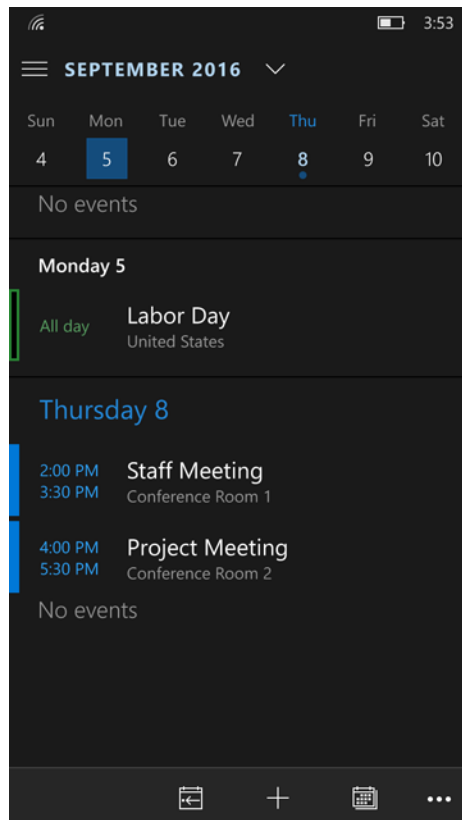 3:53
SEPTEMBER 2016
Sun Mon Tue Wed Thu Fri Sat
4 5 6 7 8 9 10
No events
Monday 5
All day Labor Day
United States
Thursday 8
2:00 PM Staff Meeting
3:30 PM Conference Room 1
4:00 PM Project Meeting
5:30 PM Conference Room 2
No events